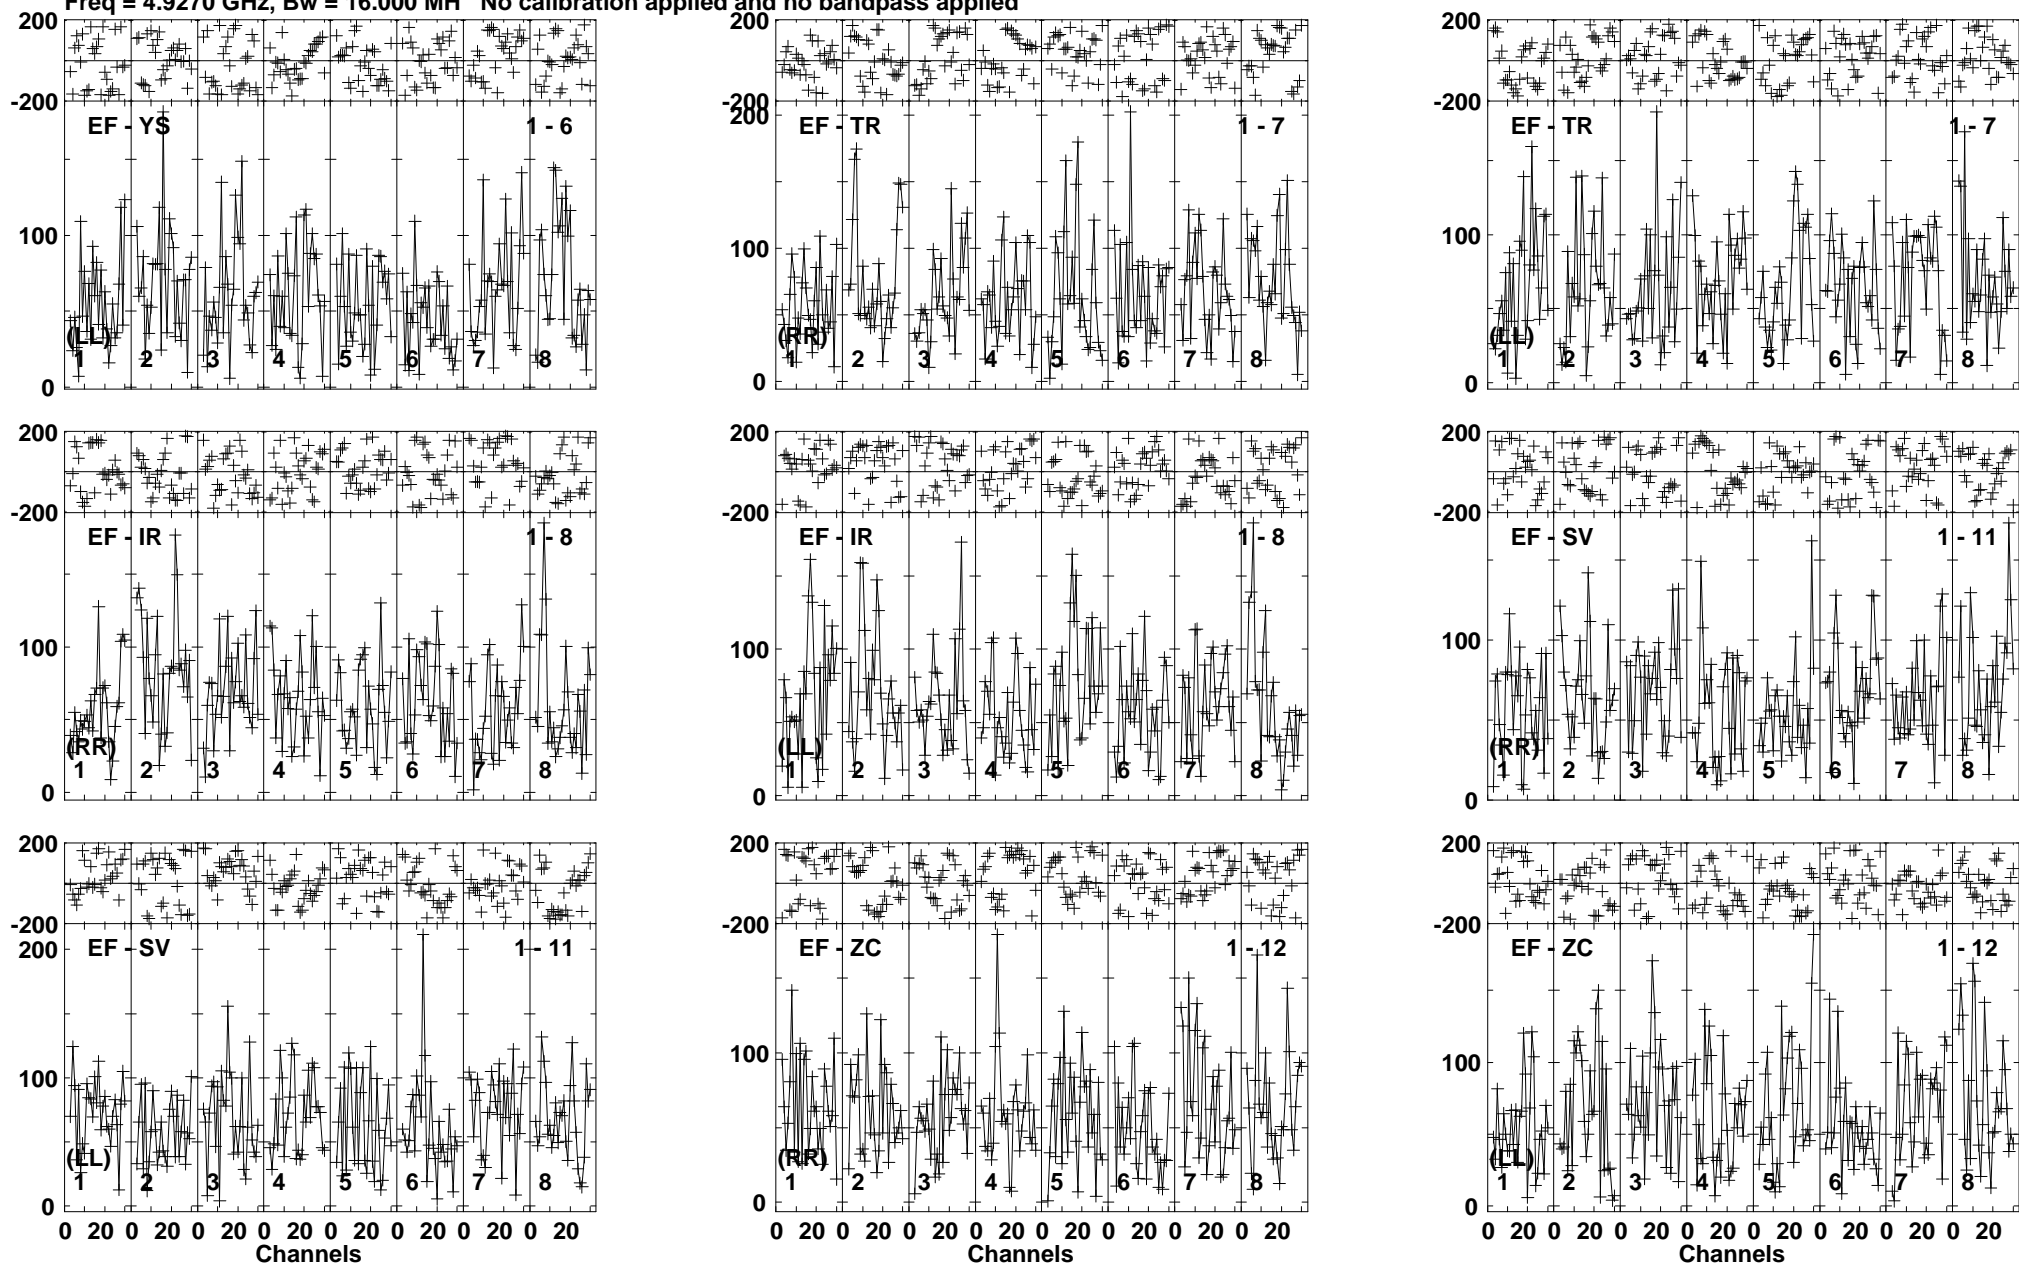 Freq = 4.9270 GHz, Bw = 16.000 MH No calibration applied and no bandpass applied
200 200 200
-200 -200 -200
EF - YS 1 - 6 200 EF - TR 1 - 7 EF - TR 1 - 7
100 100 100
(LL) (RR) (LL)
1 2 3 4 5 6 7 8 1 2 3 4 5 6 7 8 1 2 3 4 5 6 7 8
0 0 0
200 200 200
-200 -200 -200
EF - IR 1 - 8 EF - IR 1 - 8 EF - SV 1 - 11
100 100 100
(RR) (LL) (RR)
1 2 3 4 5 6 7 8 1 2 3 4 5 6 7 8 1 2 3 4 5 6 7 8
0 0 0
200 200 200
-200 -200 -200
200 EF - SV 1 - 11 EF - ZC 1 - 12 EF - ZC 1 - 12
100 100 100
(LL) (RR) (LL)
1 2 3 4 5 6 7 8 1 2 3 4 5 6 7 8 1 2 3 4 5 6 7 8
0 0 0
0 20 0 20 0 20 0 20 0 20 0 20 0 20 0 20 0 20 0 20 0 20 0 20 0 20 0 20 0 20 0 20 0 20 0 20 0 20 0 20 0 20 0 20 0 20 0 20
Channels Channels Channels